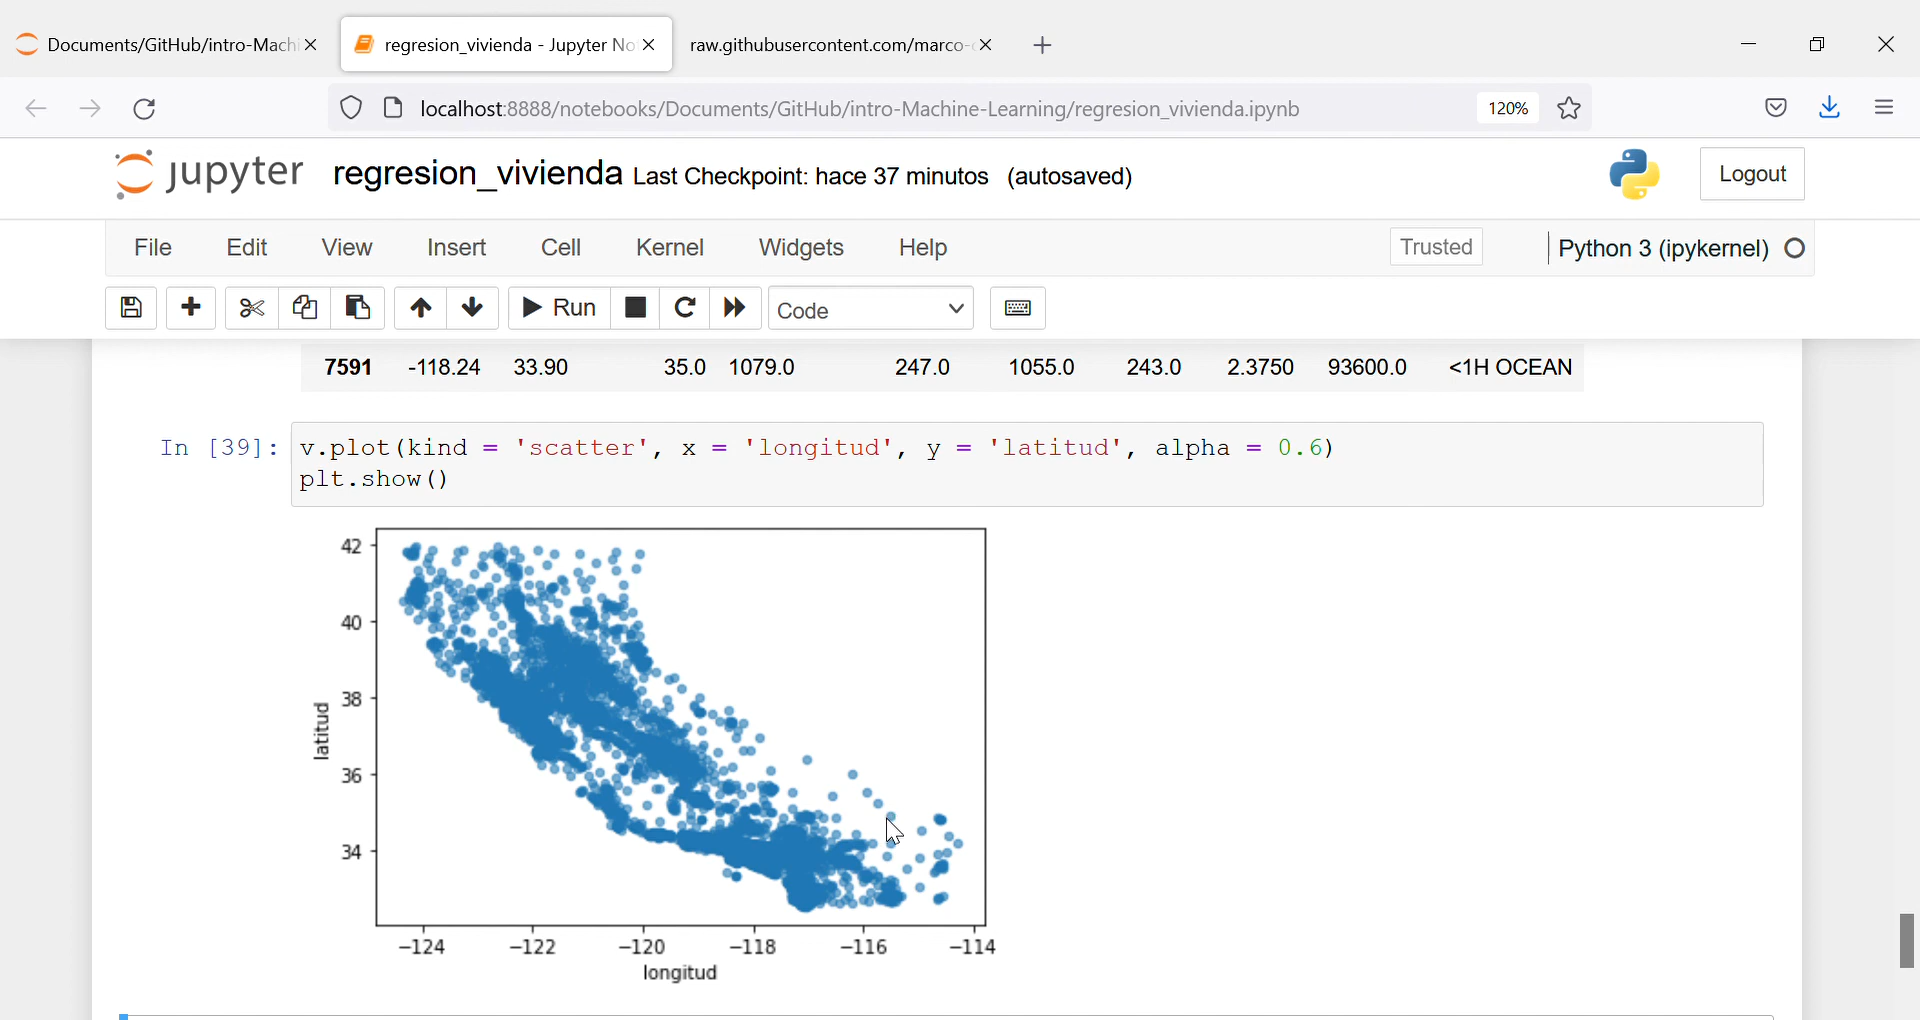 Documents/GitHub/intro-Mach
regresion_vivienda - Jupyter No
raw.githubusercontent.com/marco-
localhost:8888/notebooks/Documents/GitHub/intro-Machine-Learning/regresion_vivienda.ipynb
120%
jupyter regresion_vivienda Last Checkpoint: hace 37 minutos (autosaved)
Logout
File Edit View Insert Cell Kernel Widgets Help
Trusted
Python 3 (ipykernel)
Run
Code
7591 -118.24 33.90 35.0 1079.0 247.0 1055.0 243.0 2.3750 93600.0 <1H OCEAN
In [39]: v.plot(kind = 'scatter', x = 'longitud', y = 'latitud', alpha = 0.6)
plt.show()
42
40
38
36
34
latitud
−124 −122 −120 −118 −116 −114
longitud